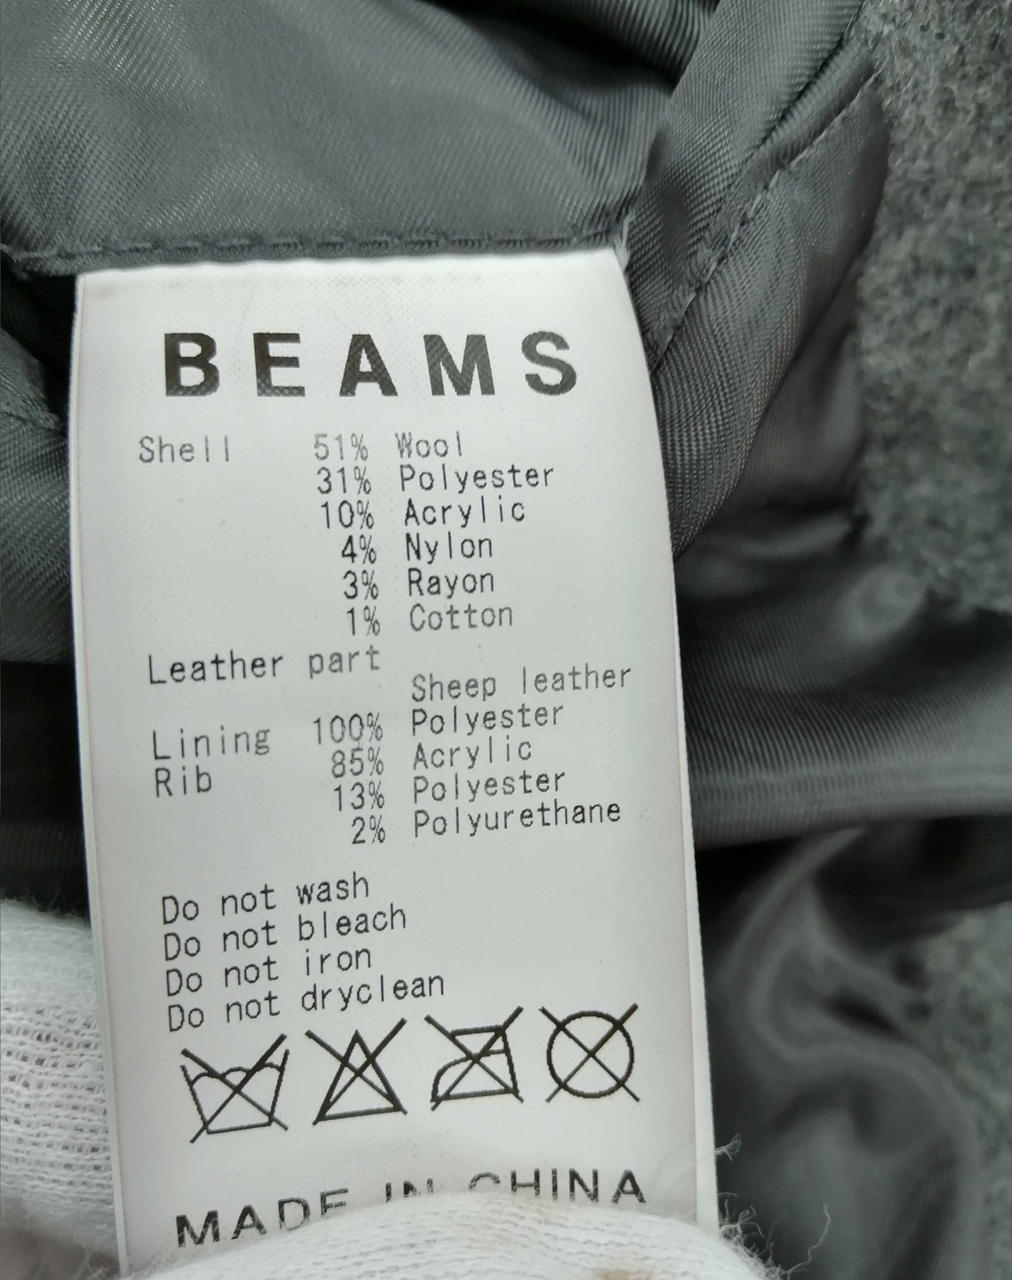 BEAMS
Shell 51% Wool
31% Polyester
10% Acrylic
4% Nylon
3% Rayon
1% Cotton
Leather part
Sheep leather
Lining 100% Polyester
Rib 85% Acrylic
13% Polyester
2% Polyurethane
Do not wash
Do not bleach
Do not iron
Do not dryclean
MADE IN CHINA